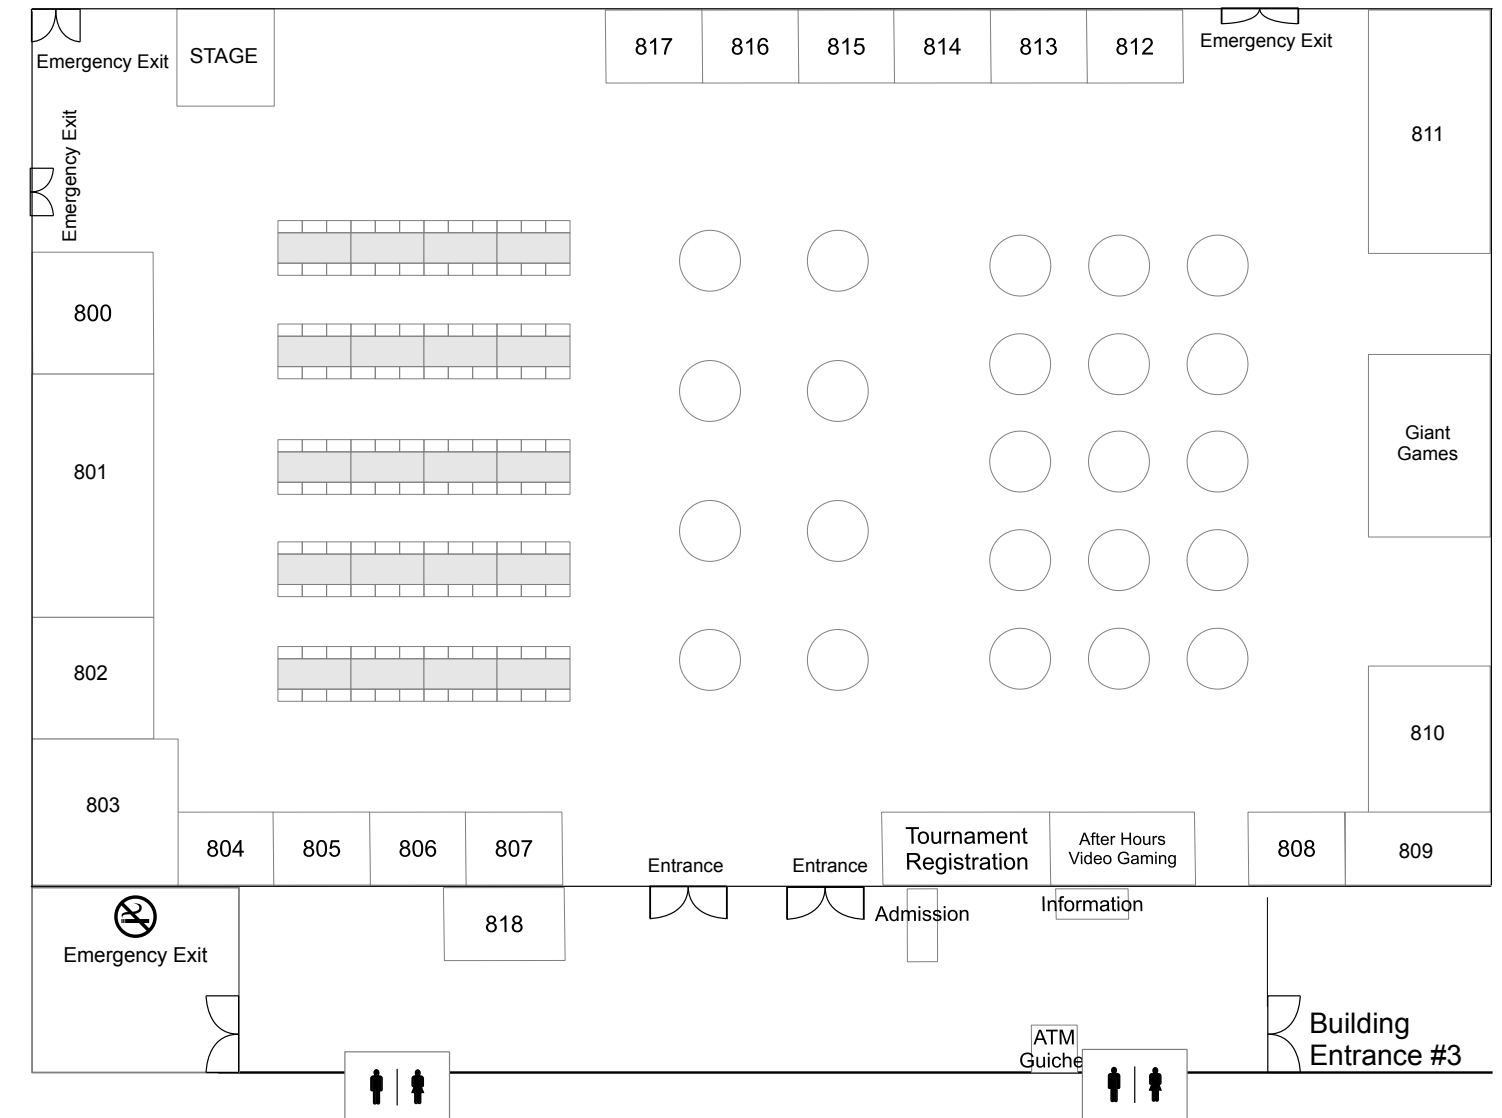 Emergency Exit
STAGE
817
816
815
814
813
812
Emergency Exit
811
Emergency Exit
800
801
Giant
Games
802
810
803
804
805
806
807
Entrance
Entrance
Tournament
Registration
After Hours
Video Gaming
808
809
818
Admission
Information
Emergency Exit
ATM
Guiche
Building
Entrance #3